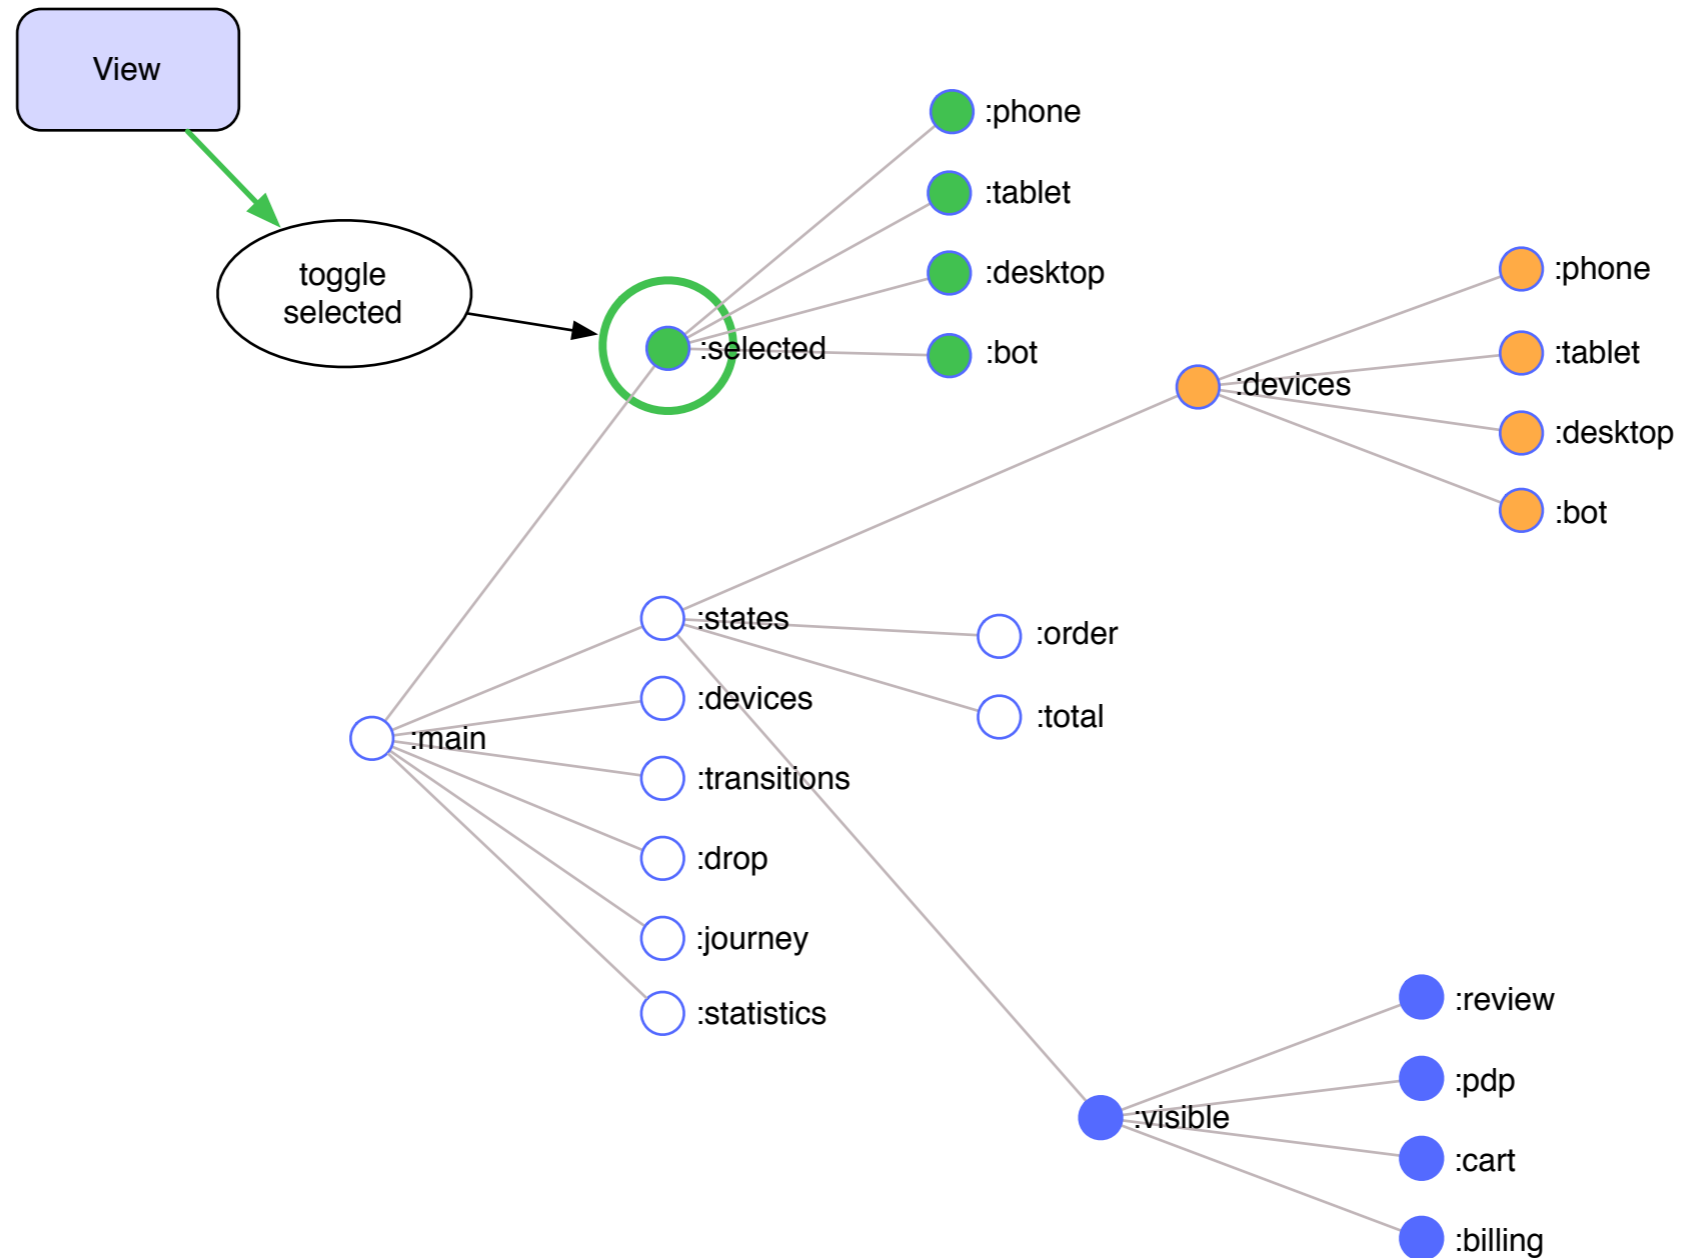 View
toggle
selected
:selected
:phone
:tablet
:desktop
:bot
:devices
:phone
:tablet
:desktop
:bot
:main
:states
:devices
:transitions
:drop
:journey
:statistics
:order
:total
:visible
:review
:pdp
:cart
:billing